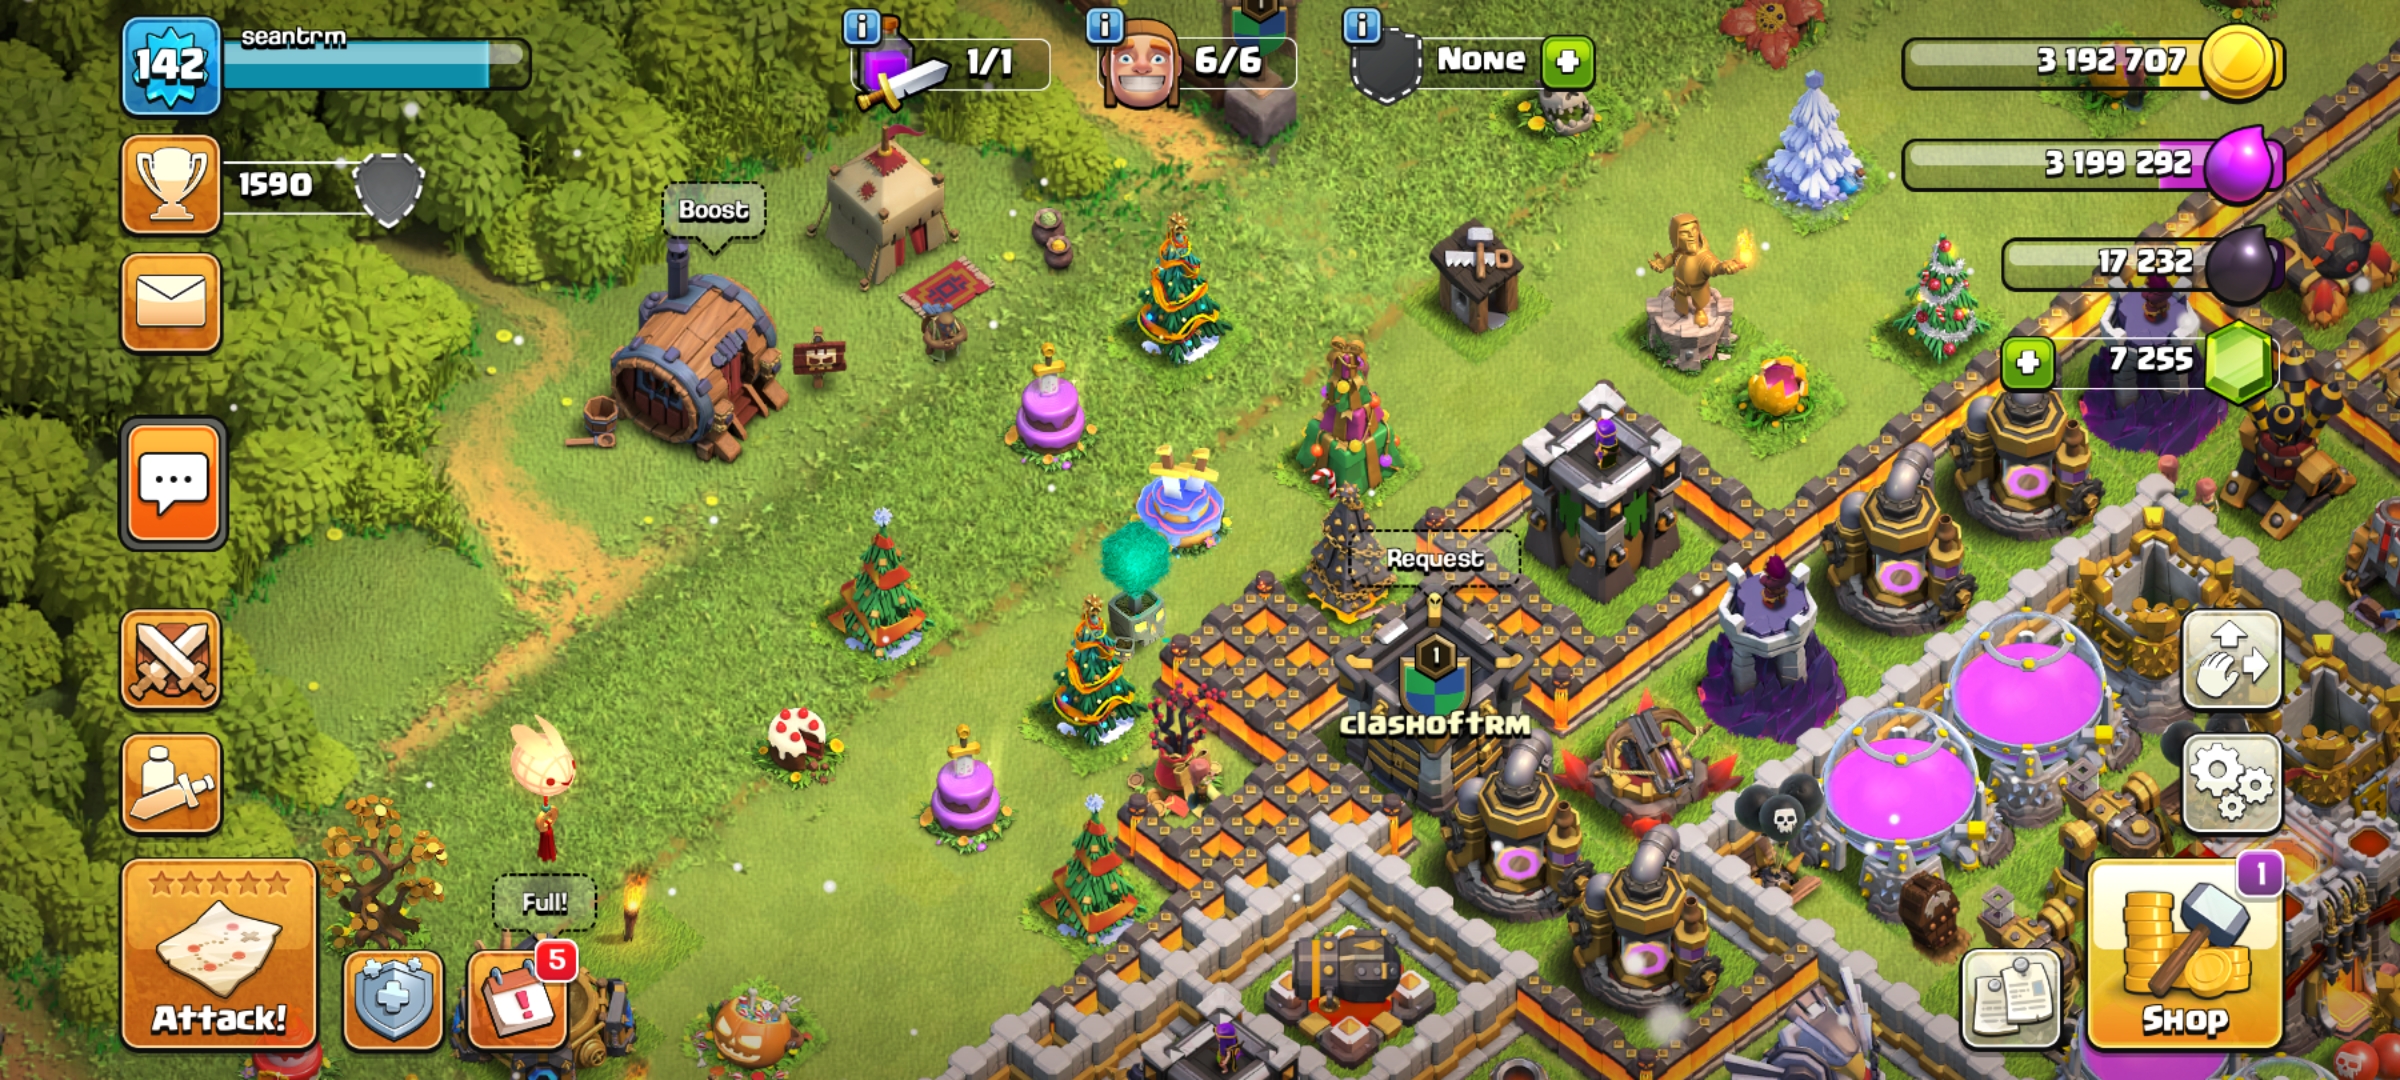 142
seantrm
1/1
6/6
None
3 192 707
1590
3 199 292
Boost
17 232
7 255
Request
1
clashoftRM
1
Full!
5
Attack!
Shop